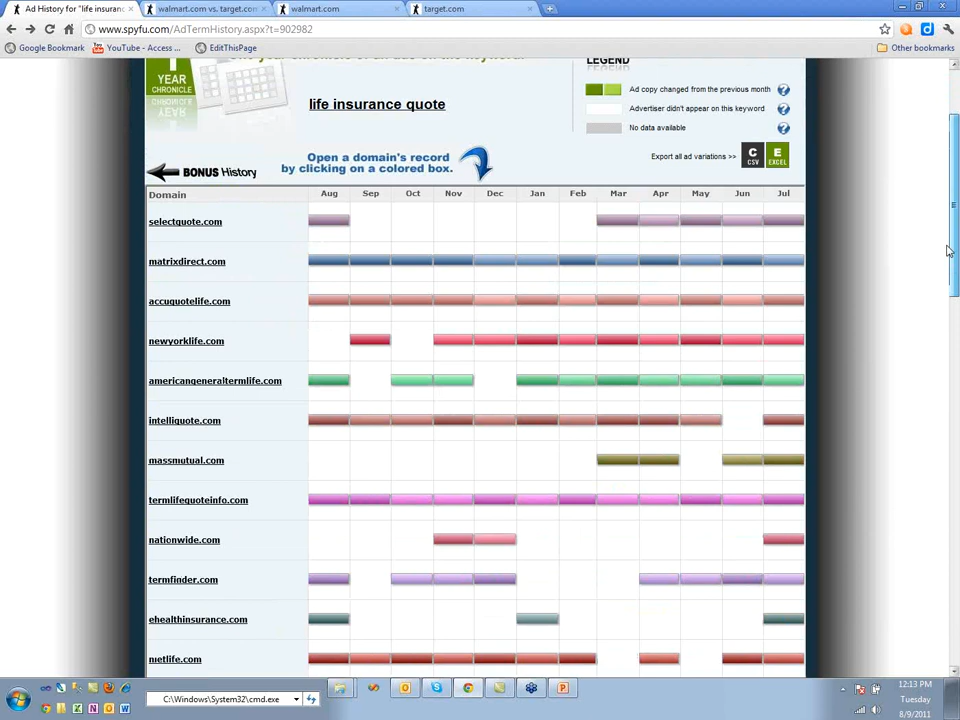 Ad History for "life insuranc
walmart.com vs. target.com
walmart.com
target.com
www.spyfu.com/AdTermHistory.aspx?t=902982
Google Bookmark
YouTube - Access ...
EditThisPage
Other bookmarks
LEGEND
YEAR
CHRONICLE
life insurance quote
Ad copy changed from the previous month
Advertiser didn't appear on this keyword
No data available
Open a domain's record
by clicking on a colored box.
BONUS History
Export all ad variations >>
C
CSV
E
EXCEL
Domain Aug Sep Oct Nov Dec Jan Feb Mar Apr May Jun Jul
selectquote.com
matrixdirect.com
accuquotelife.com
newyorklife.com
americangeneraltermlife.com
intelliquote.com
massmutual.com
termlifequoteinfo.com
nationwide.com
termfinder.com
ehealthinsurance.com
metlife.com
C:\Windows\System32\cmd.exe
12:13 PM
Tuesday
8/9/2011